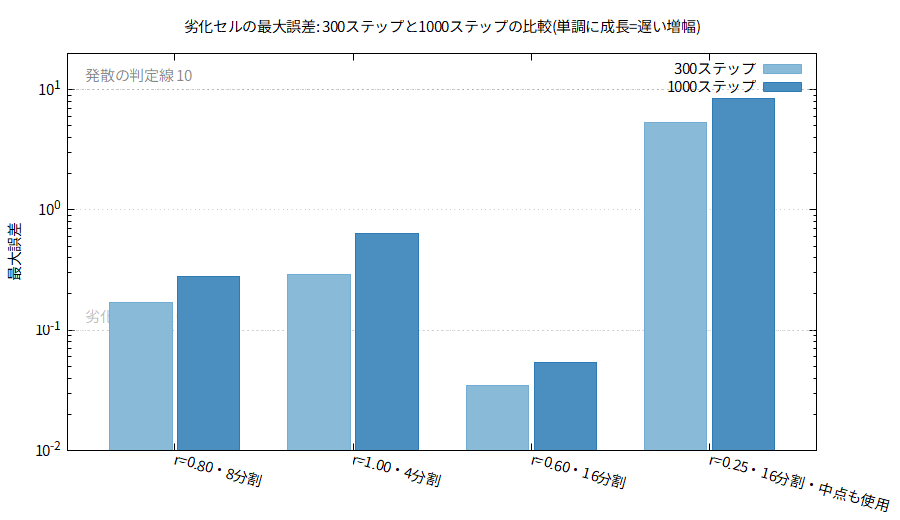 劣化セルの最大誤差: 300ステップと1000ステップの比較(単調に成長=遅い増幅)
発散の判定線 10
300ステップ
1000ステップ
10^1
10^0
劣化
10^-1
10^-2
最大誤差
r=0.80・8分割
r=1.00・4分割
r=0.60・16分割
r=0.25・16分割・中点も使用